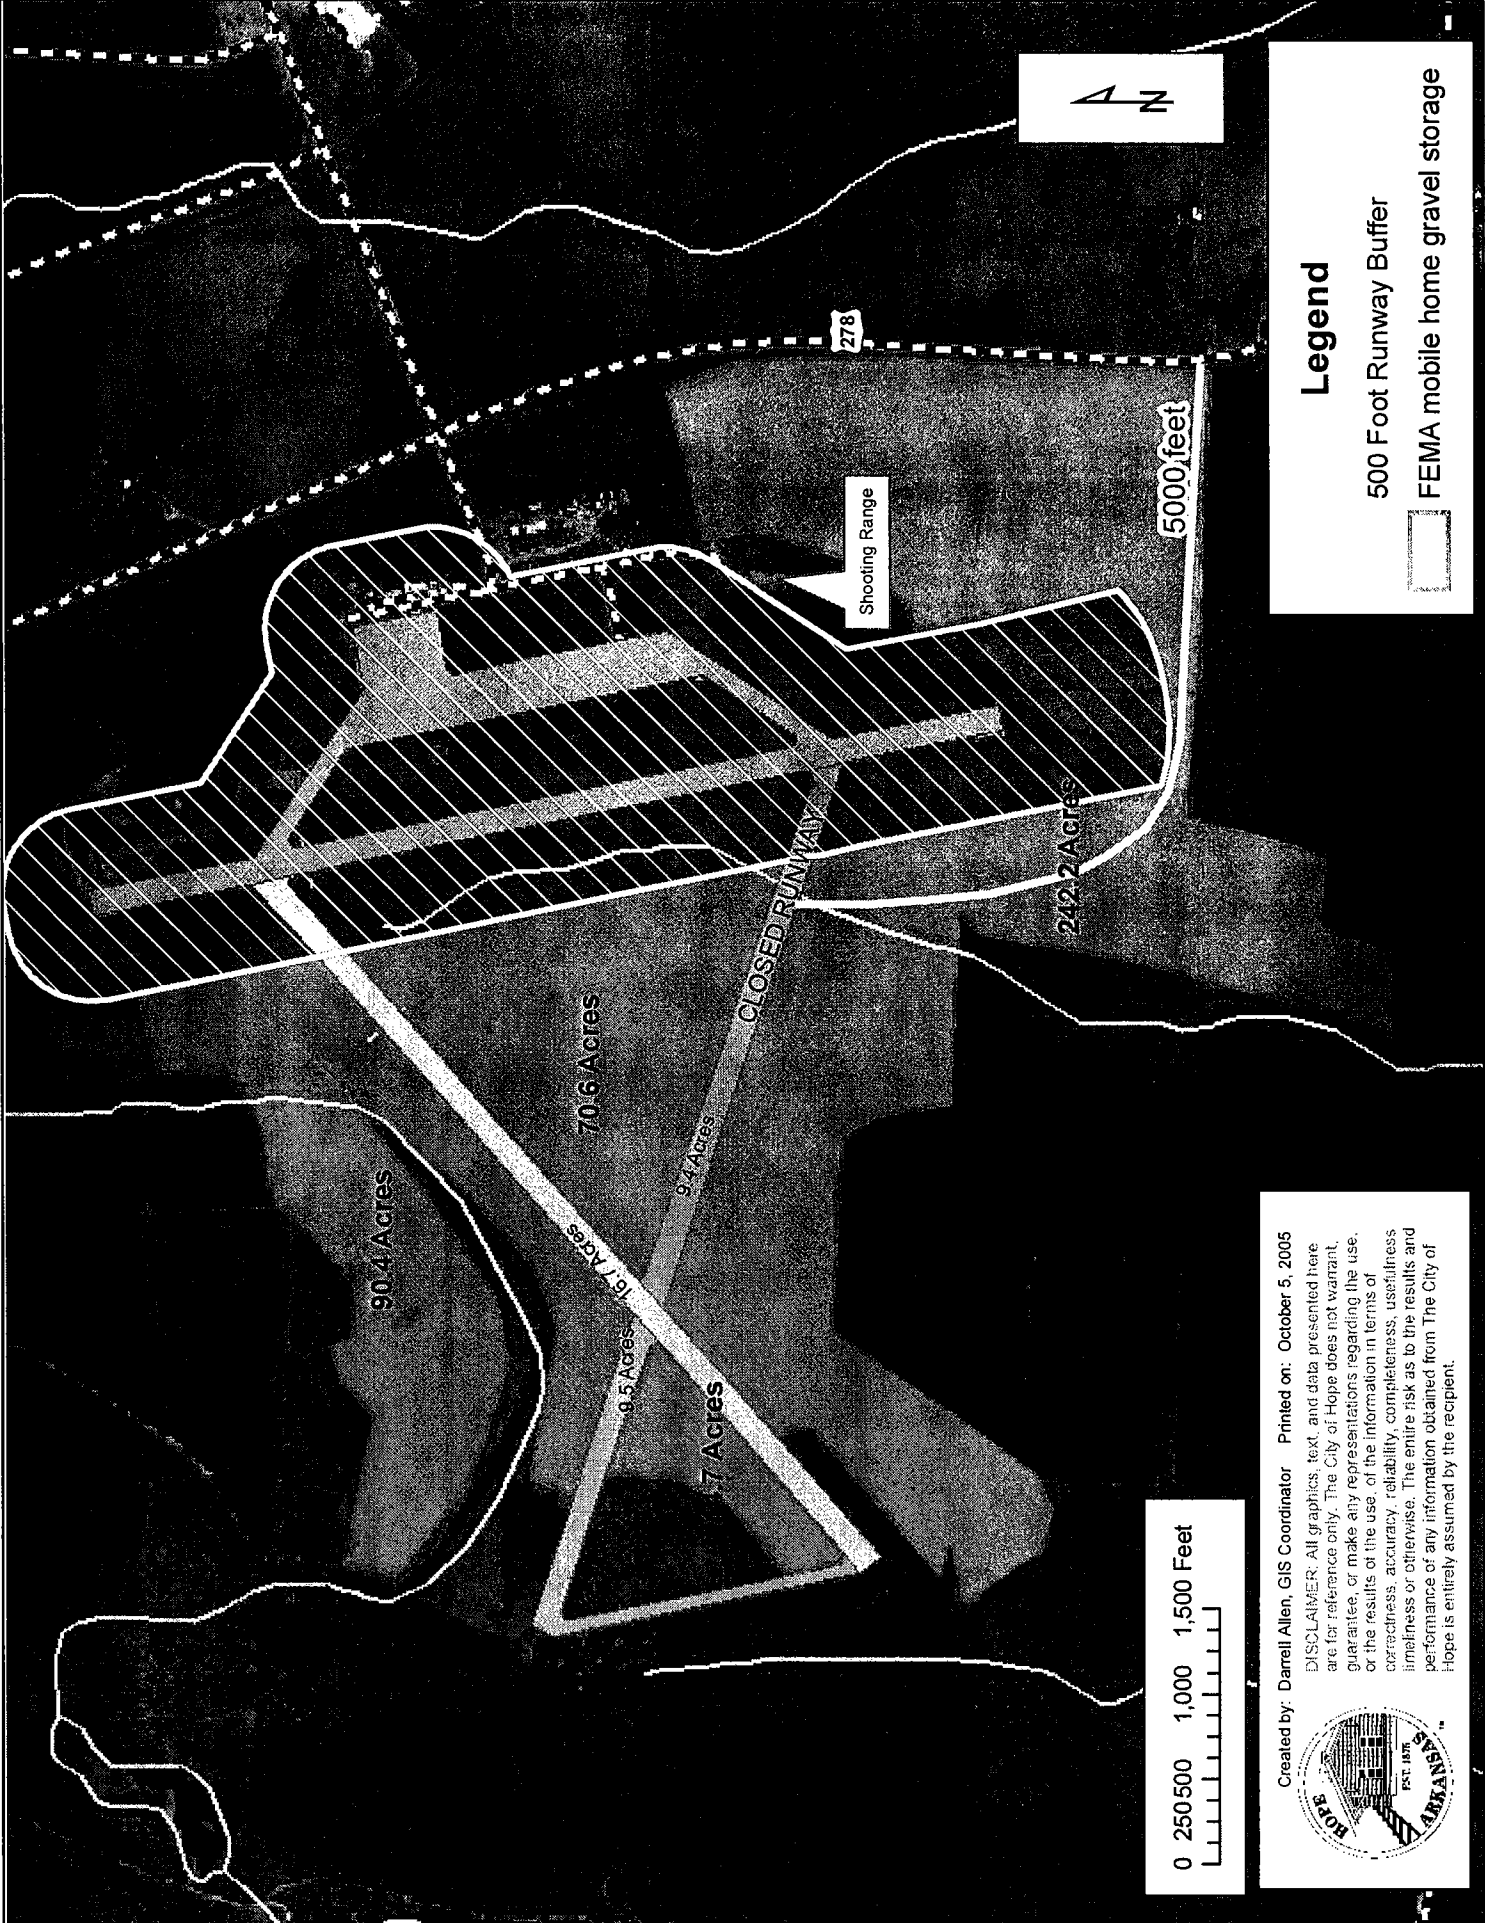 278
5000 feet
Shooting Range
242.2 Acres
CLOSED RUNWAY
70.6 Acres
9.4 Acres
90.4 Acres
16.7 Acres
9.5 Acres
.7 Acres
N
Legend
500 Foot Runway Buffer
FEMA mobile home gravel storage
0 250 500 1,000 1,500 Feet
Created by: Darrell Allen, GIS Coordinator Printed on: October 5, 2005
DISCLAIMER: All graphics, text, and data presented here
are for reference only. The City of Hope does not warrant,
guarantee, or make any representations regarding the use,
or the results of the use, of the information in terms of
correctness, accuracy, reliability, completeness, usefulness
timeliness or otherwise. The entire risk as to the results and
performance of any information obtained from The City of
Hope is entirely assumed by the recipient.
HOPE
EST. 1875
ARKANSAS
TM